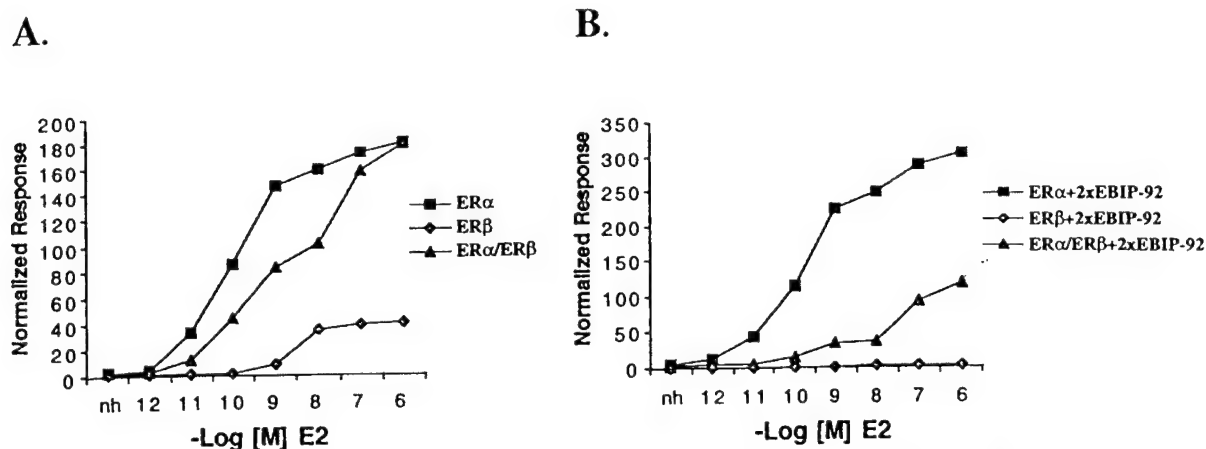 A.
Normalized Response
200
180
160
140
100
80
60
40
20
0
nh 12 11 10 9 8 7 6
-Log [M] E2
ERα
ERβ
ERα/ERβ
B.
Normalized Response
350
300
250
200
150
100
50
0
nh 12 11 10 9 8 7 6
-Log [M] E2
ERα+2xEBIP-92
ERβ+2xEBIP-92
ERα/ERβ+2xEBIP-92